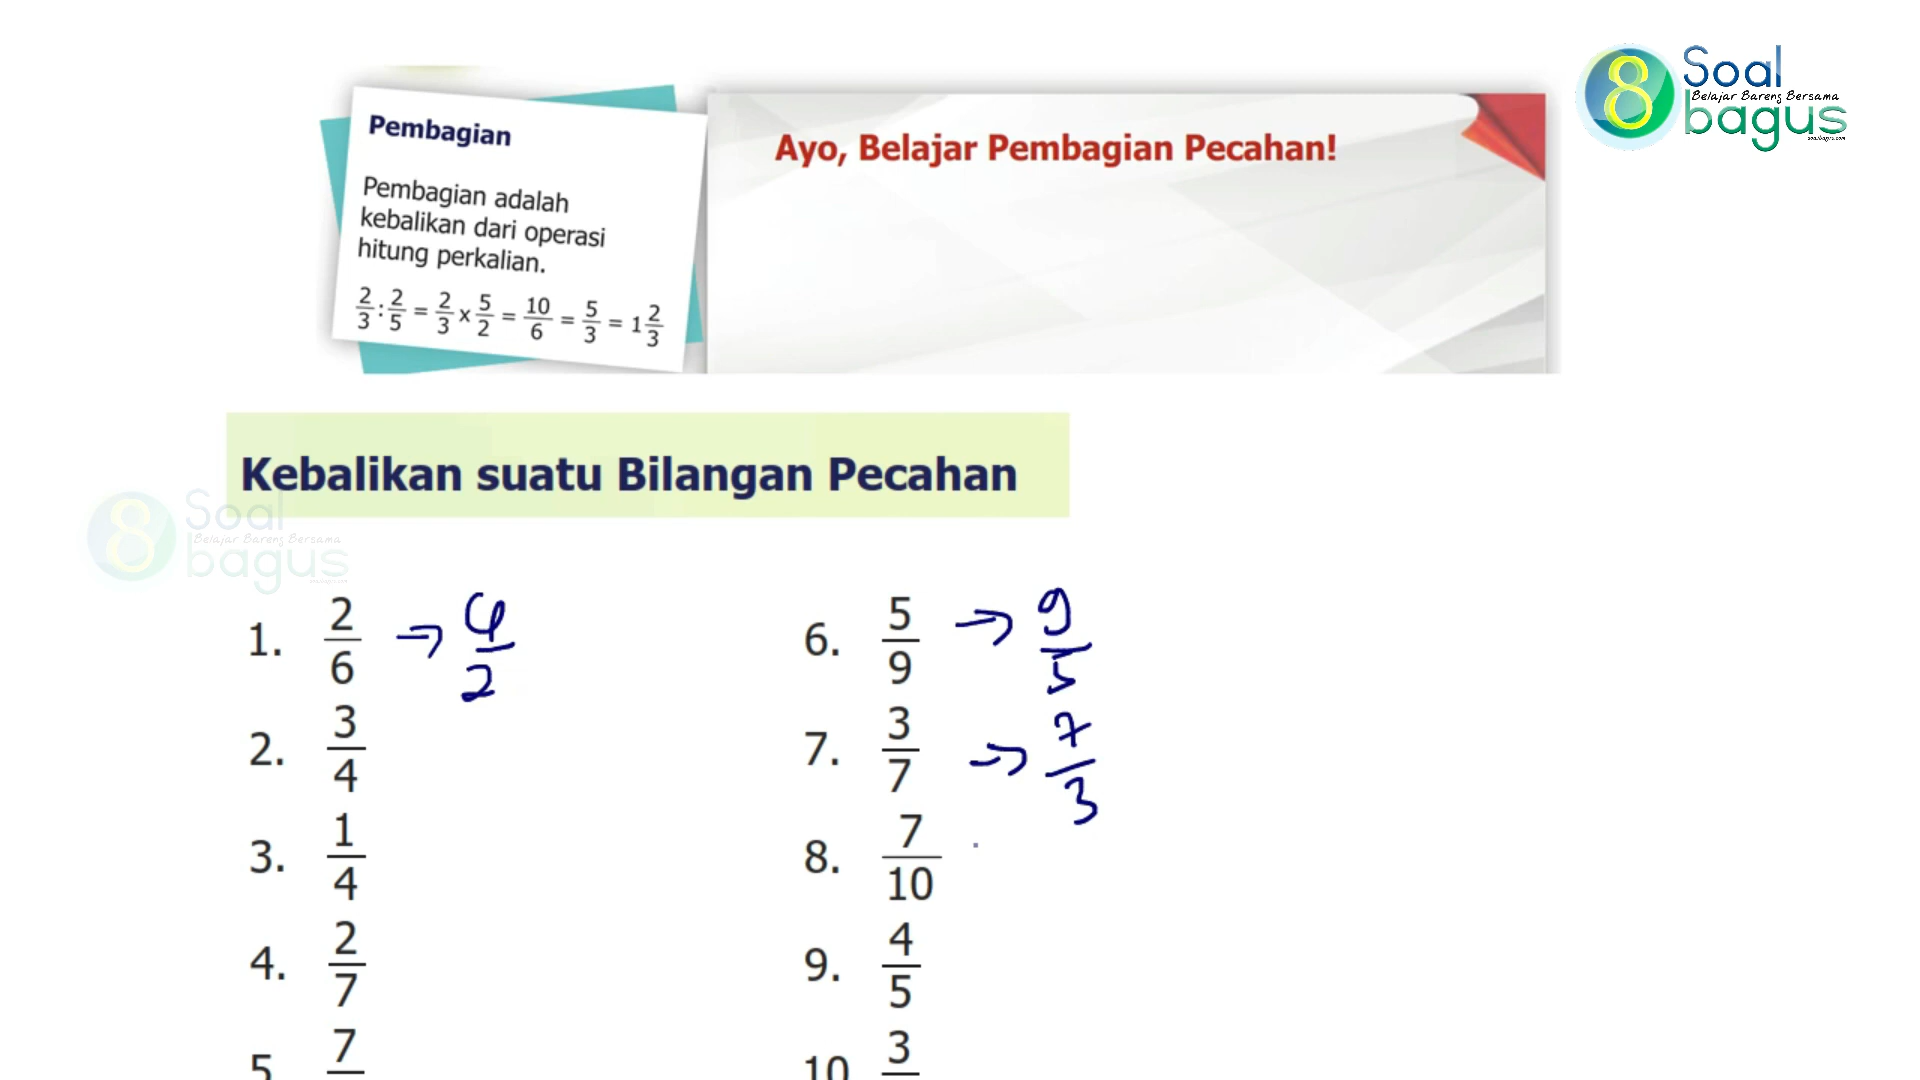 Soal
Belajar Bareng Bersama
bagus
Pembagian
Pembagian adalah
kebalikan dari operasi
hitung perkalian.
2/3 : 2/5 = 2/3 x 5/2 = 10/6 = 5/3 = 1 2/3
Ayo, Belajar Pembagian Pecahan!
Kebalikan suatu Bilangan Pecahan
Soal
Belajar Bareng Bersama
bagus
1. 2/6 → 4/2
2. 3/4
3. 1/4
4. 2/7
5 7
6. 5/9 → 9/5
7. 3/7 → 7/3
8. 7/10
9. 4/5
10 3